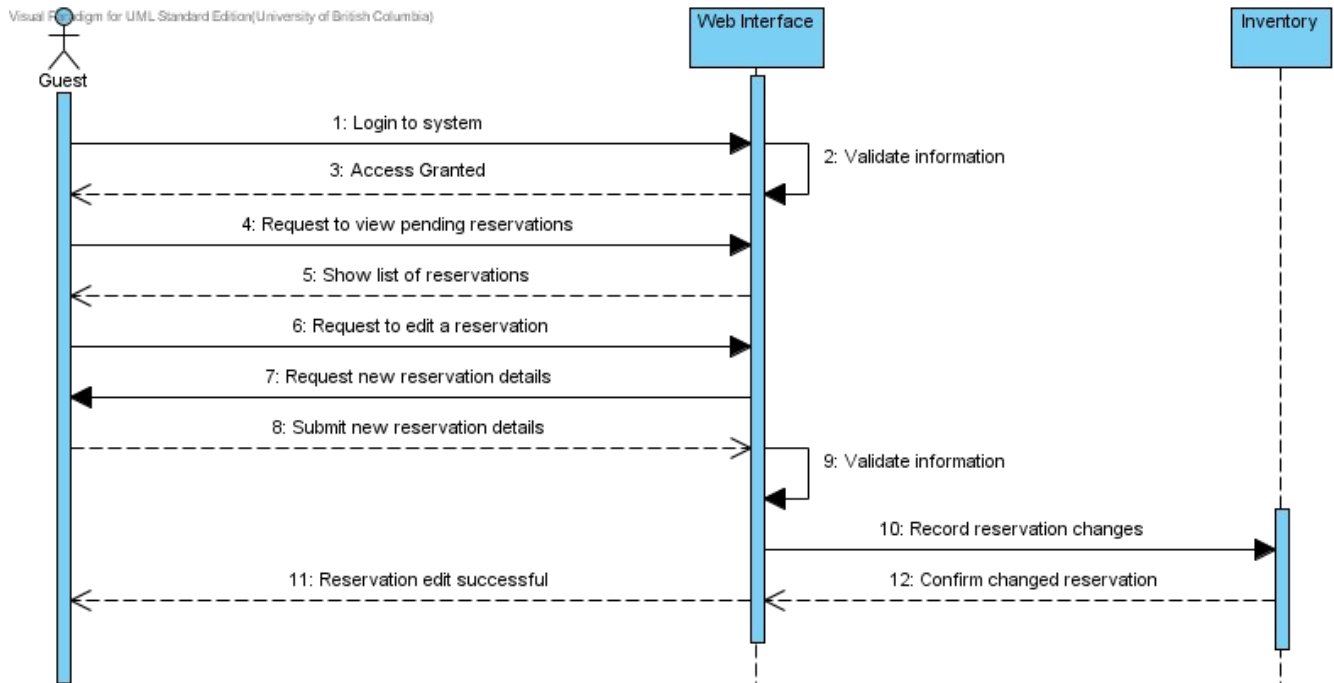 Visual Paradigm for UML Standard Edition(University of British Columbia)
Web Interface
Inventory
Guest
1: Login to system
2: Validate information
3: Access Granted
4: Request to view pending reservations
5: Show list of reservations
6: Request to edit a reservation
7: Request new reservation details
8: Submit new reservation details
9: Validate information
10: Record reservation changes
11: Reservation edit successful
12: Confirm changed reservation